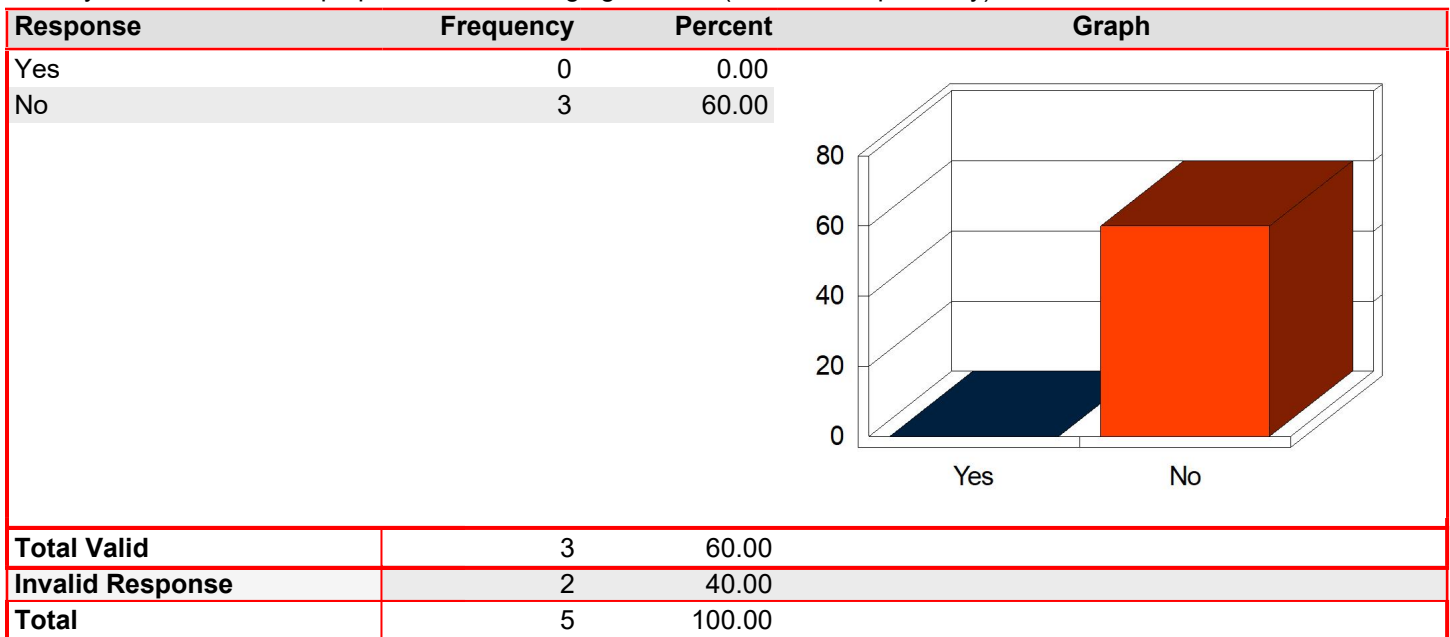 Response Frequency Percent Graph
Yes 0 0.00
No 3 60.00
80
60
40
20
0
Yes No
Total Valid 3 60.00
Invalid Response 2 40.00
Total 5 100.00